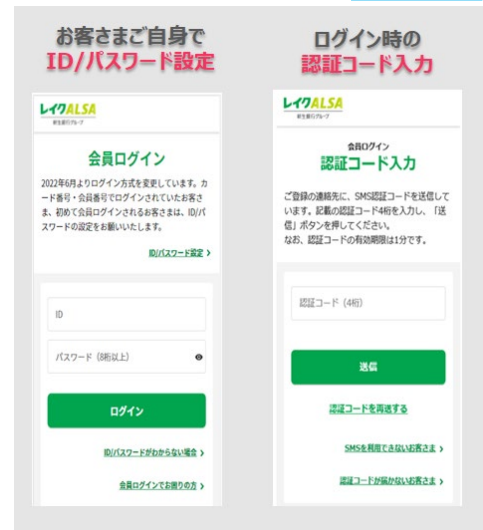 お客さまご自身で
ID/パスワード設定
レイクALSA
新生銀行グループ
会員ログイン
2022年6月よりログイン方式を変更しています。カ
ード番号・会員番号でログインされていたお客さ
ま、初めて会員ログインされるお客さまは、ID/パ
スワードの設定をお願いいたします。
ID/パスワード設定 >
ID
パスワード（8桁以上）
ログイン
ID/パスワードがわからない場合 >
会員ログインでお困りの方 >
ログイン時の
認証コード入力
レイクALSA
新生銀行グループ
会員ログイン
認証コード入力
ご登録の連絡先に、SMS認証コードを送信して
います。記載の認証コード4桁を入力し、「送
信」ボタンを押してください。
なお、認証コードの有効期限は1分です。
認証コード（4桁）
送信
認証コードを再送する
SMSを利用できないお客さま >
認証コードが届かないお客さま >